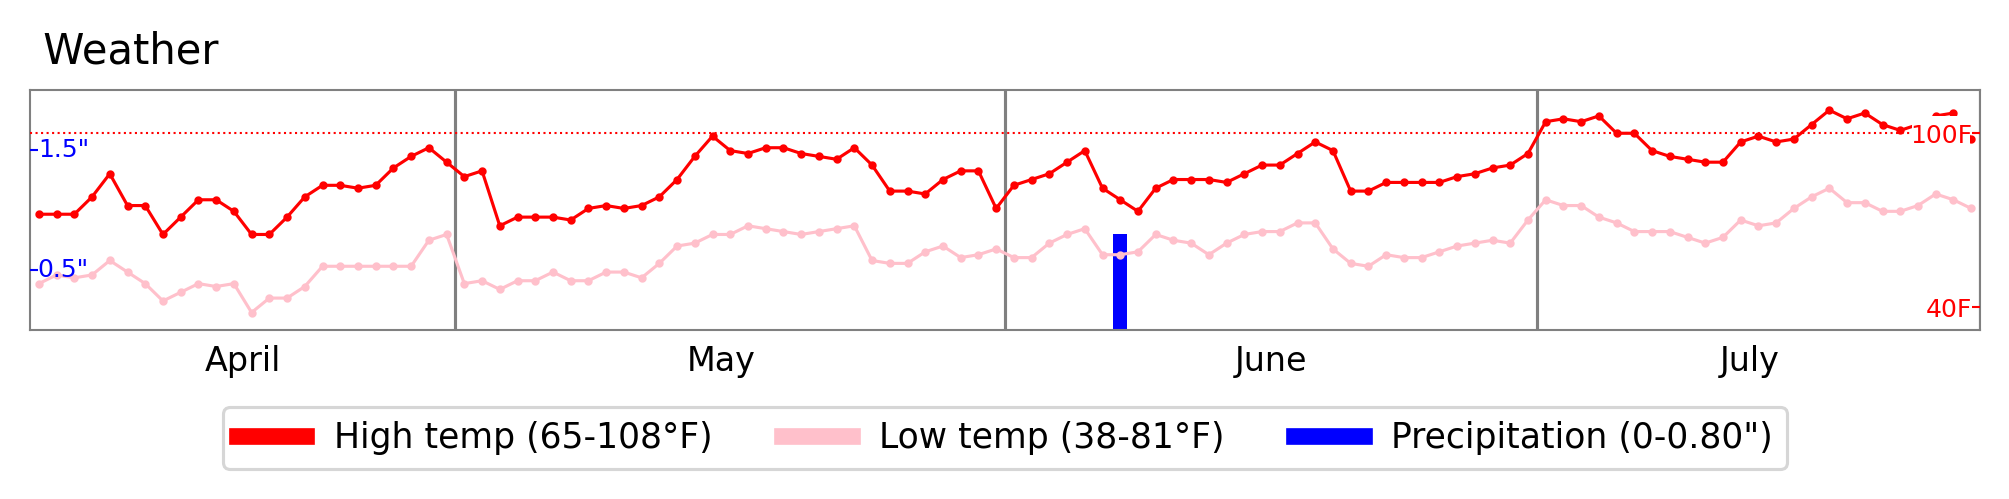 Weather
1.5"
0.5"
100F
40F
April May June July
High temp (65-108°F) Low temp (38-81°F) Precipitation (0-0.80")